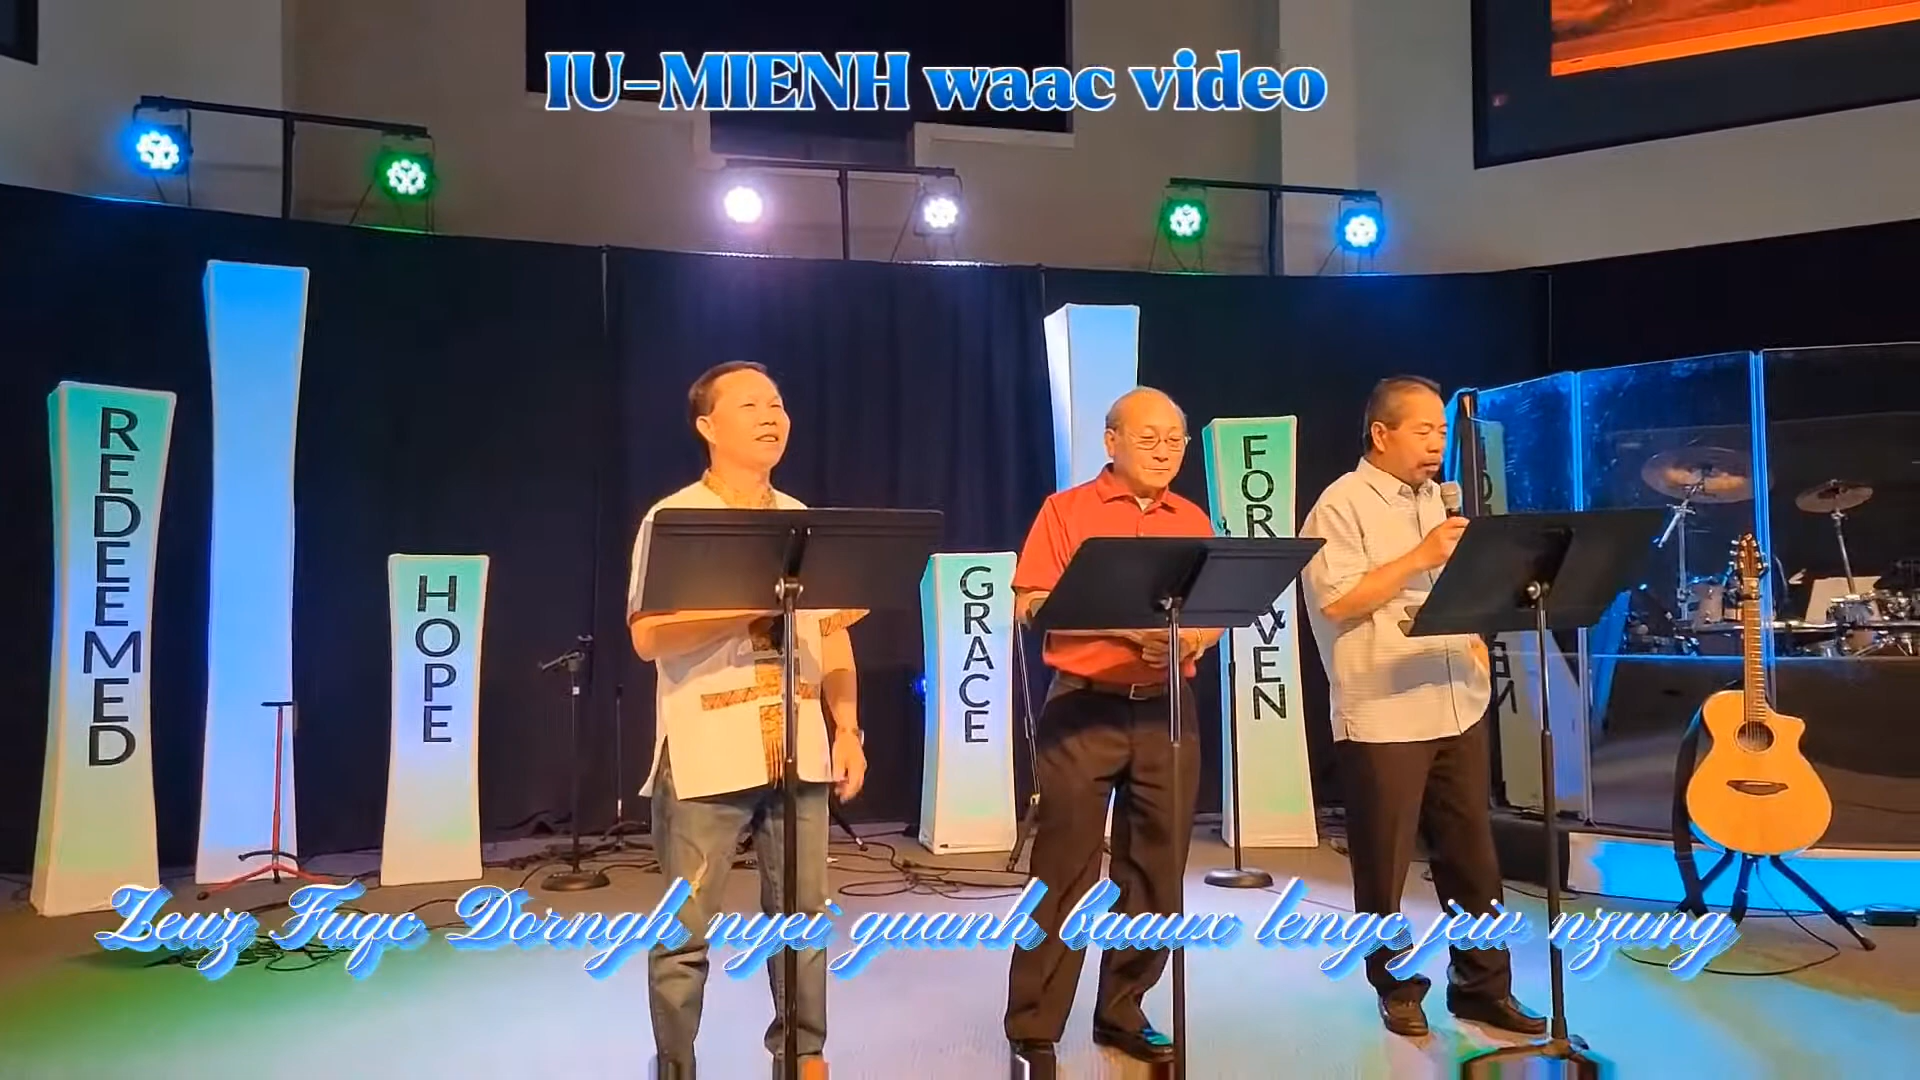 IU-MIENH waac video
REDEEMED
HOPE
GRACE
Zeuz Fuqc Dorngh nyei guanh baaux lengc jeiv nzung